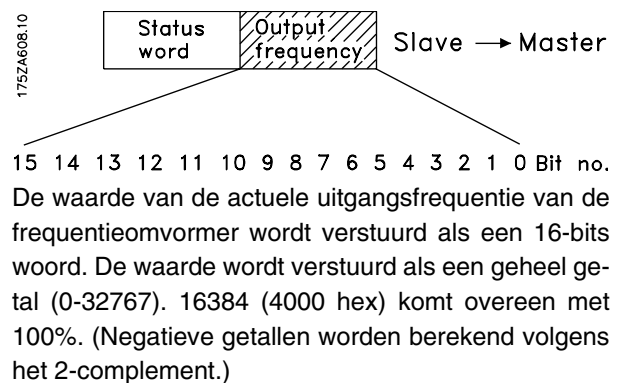 175ZA608.10
Status word
Output frequency
Slave → Master
15 14 13 12 11 10 9 8 7 6 5 4 3 2 1 0 Bit no.
De waarde van de actuele uitgangsfrequentie van de
frequentieomvormer wordt verstuurd als een 16-bits
woord. De waarde wordt verstuurd als een geheel ge-
tal (0-32767). 16384 (4000 hex) komt overeen met
100%. (Negatieve getallen worden berekend volgens
het 2-complement.)